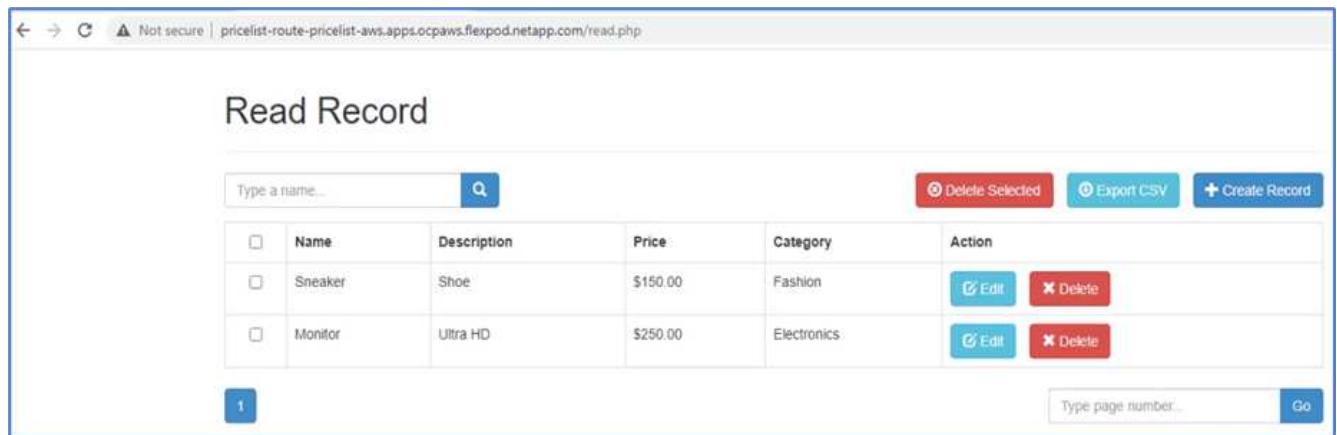 Not secure | pricelist-route-pricelist-aws.apps.ocpaws.flexpod.netapp.com/read.php
Read Record
Type a name... Delete Selected Export CSV Create Record
Name Description Price Category Action
Sneaker Shoe $150.00 Fashion Edit Delete
Monitor Ultra HD $250.00 Electronics Edit Delete
1 Type page number... Go